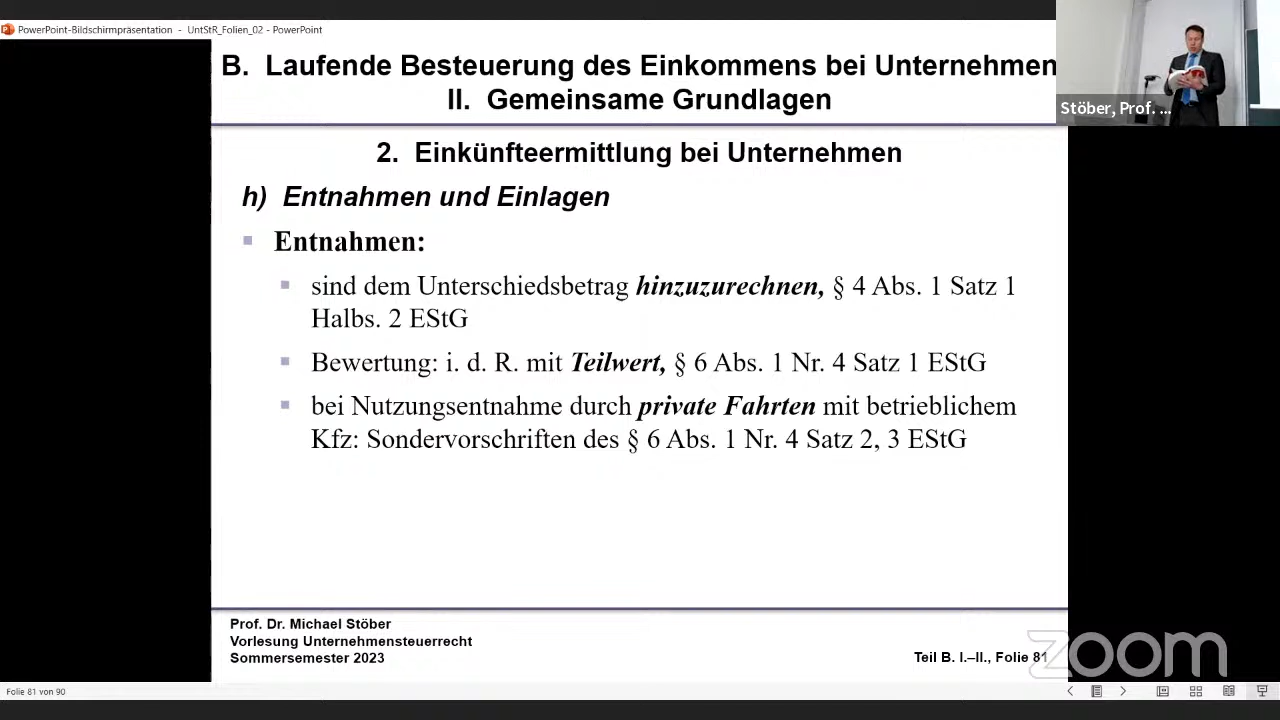 PowerPoint-Bildschirmpräsentation - UntStR_Folien_02 - PowerPoint
B. Laufende Besteuerung des Einkommens bei Unternehmen
II. Gemeinsame Grundlagen
Stöber, Prof. ...
2. Einkünfteermittlung bei Unternehmen
h) Entnahmen und Einlagen
Entnahmen:
sind dem Unterschiedsbetrag hinzuzurechnen, § 4 Abs. 1 Satz 1
Halbs. 2 EStG
Bewertung: i. d. R. mit Teilwert, § 6 Abs. 1 Nr. 4 Satz 1 EStG
bei Nutzungsentnahme durch private Fahrten mit betrieblichem
Kfz: Sondervorschriften des § 6 Abs. 1 Nr. 4 Satz 2, 3 EStG
Prof. Dr. Michael Stöber
Vorlesung Unternehmensteuerrecht
Sommersemester 2023
Teil B. I.–II., Folie 81
zoom
Folie 81 von 90